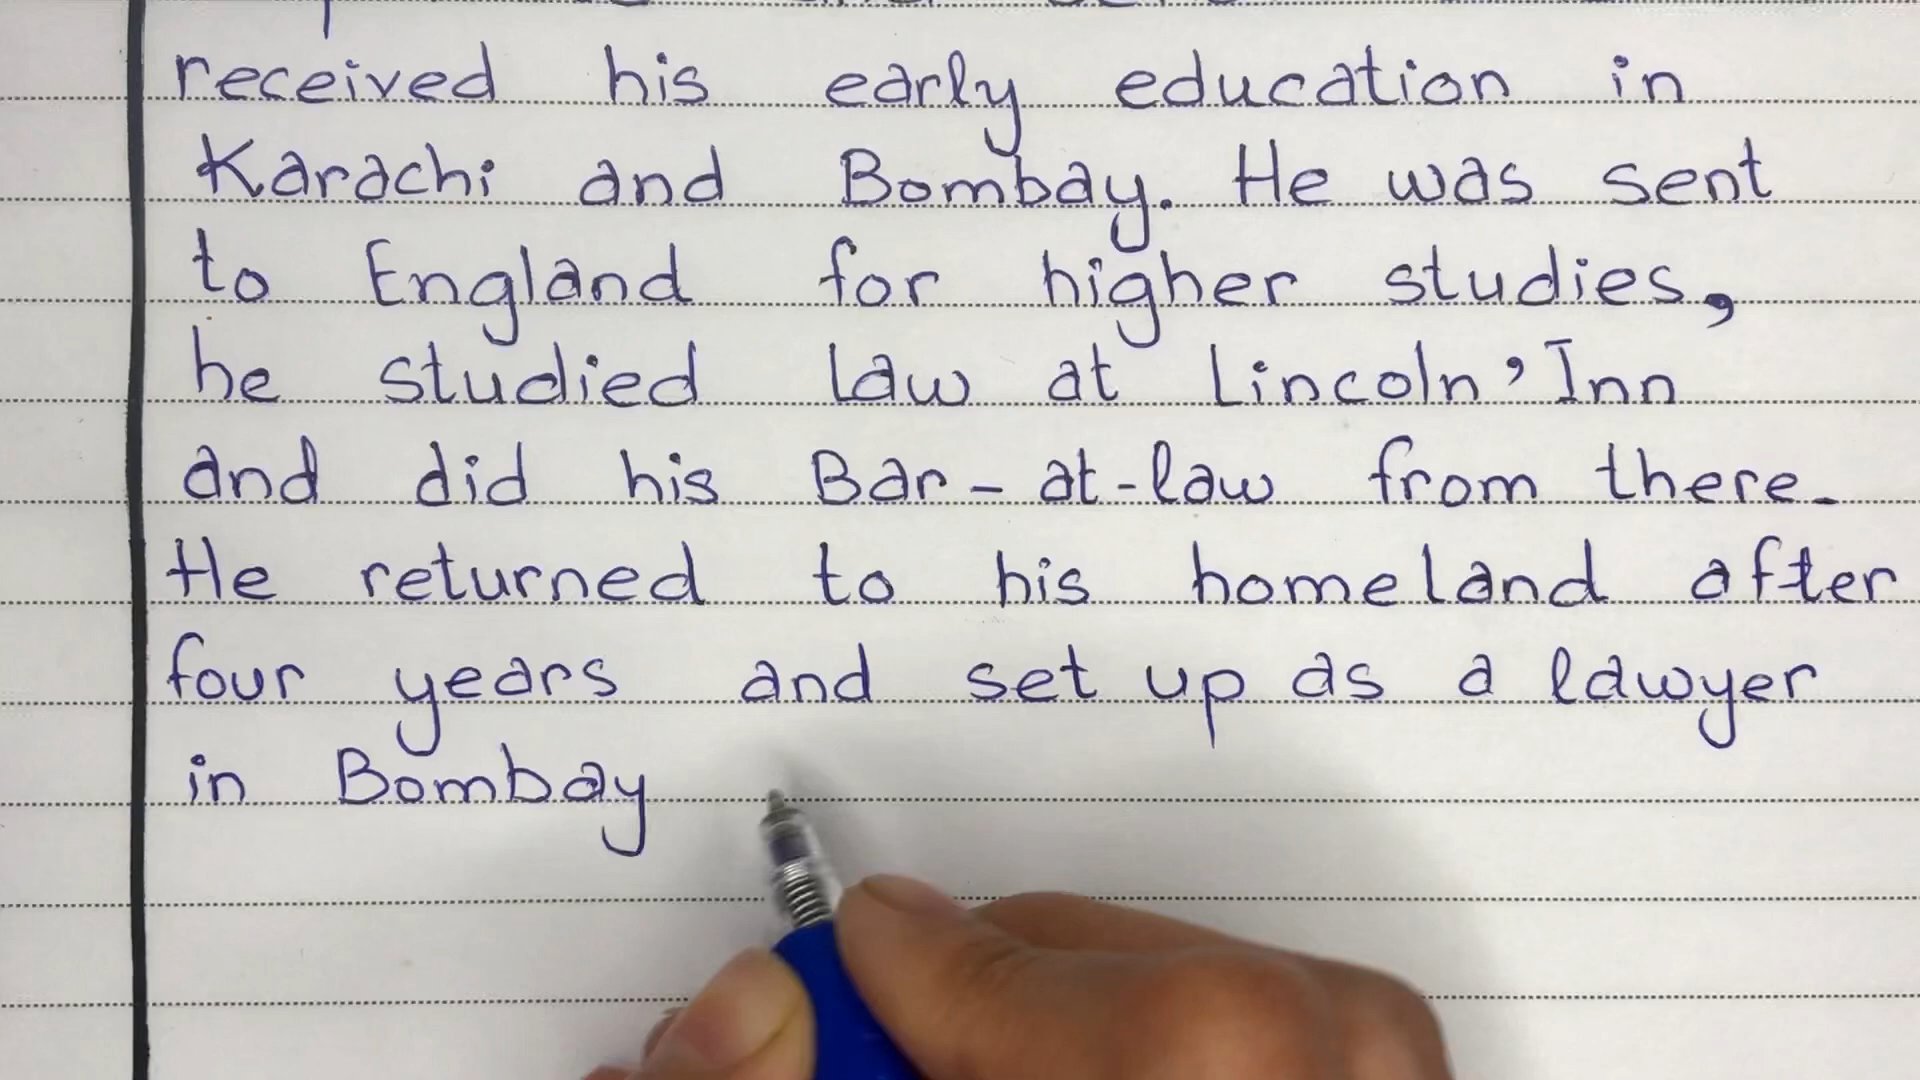 received his early education in
Karachi and Bombay. He was sent
to England for higher studies,
he studied law at Lincoln's Inn
and did his Bar-at-law from there.
He returned to his homeland after
four years and set up as a lawyer
in Bombay